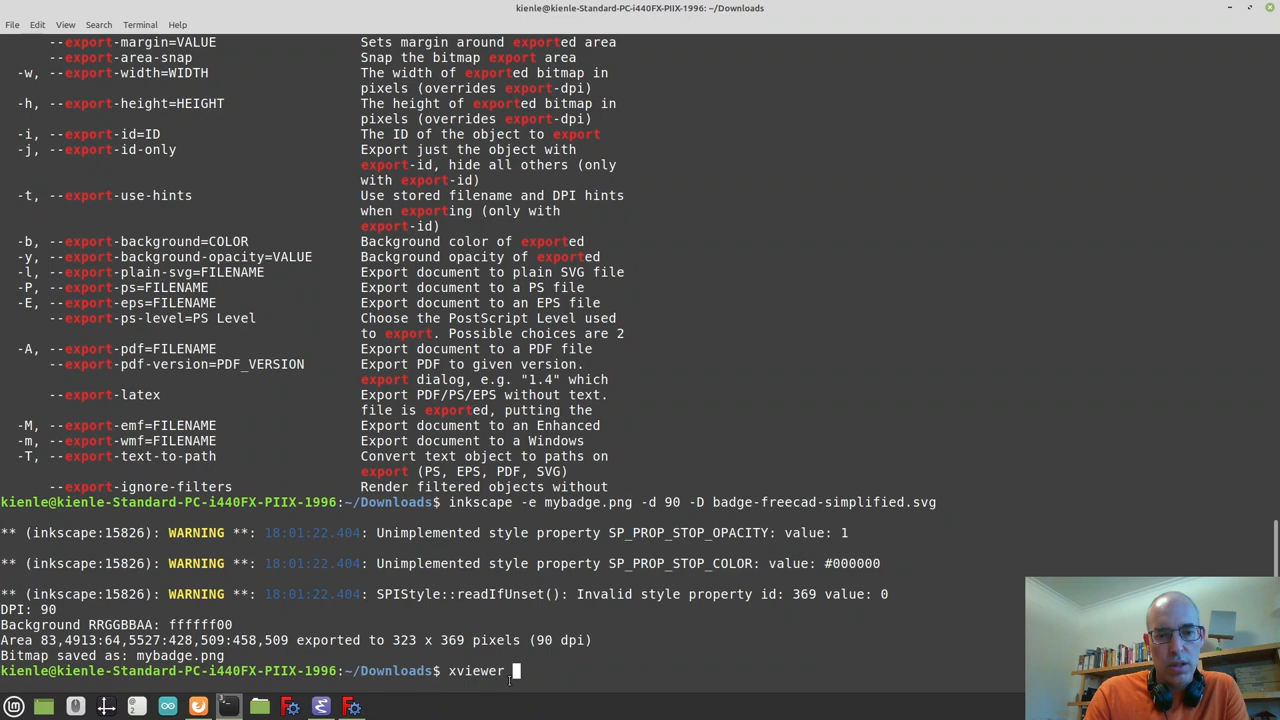 kienle@kienle-Standard-PC-i440FX-PIIX-1996: ~/Downloads
File Edit View Search Terminal Help
--export-margin=VALUE Sets margin around exported area
--export-area-snap Snap the bitmap export area
-w, --export-width=WIDTH The width of exported bitmap in
pixels (overrides export-dpi)
-h, --export-height=HEIGHT The height of exported bitmap in
pixels (overrides export-dpi)
-i, --export-id=ID The ID of the object to export
-j, --export-id-only Export just the object with
export-id, hide all others (only
with export-id)
-t, --export-use-hints Use stored filename and DPI hints
when exporting (only with
export-id)
-b, --export-background=COLOR Background color of exported
-y, --export-background-opacity=VALUE Background opacity of exported
-l, --export-plain-svg=FILENAME Export document to plain SVG file
-P, --export-ps=FILENAME Export document to a PS file
-E, --export-eps=FILENAME Export document to an EPS file
--export-ps-level=PS Level Choose the PostScript Level used
to export. Possible choices are 2
-A, --export-pdf=FILENAME Export document to a PDF file
--export-pdf-version=PDF_VERSION Export PDF to given version.
export dialog, e.g. "1.4" which
--export-latex Export PDF/PS/EPS without text.
file is exported, putting the
-M, --export-emf=FILENAME Export document to an Enhanced
-m, --export-wmf=FILENAME Export document to a Windows
-T, --export-text-to-path Convert text object to paths on
export (PS, EPS, PDF, SVG)
--export-ignore-filters Render filtered objects without
kienle@kienle-Standard-PC-i440FX-PIIX-1996:~/Downloads$ inkscape -e mybadge.png -d 90 -D badge-freecad-simplified.svg
** (inkscape:15826): WARNING **: 18:01:22.404: Unimplemented style property SP_PROP_STOP_OPACITY: value: 1
** (inkscape:15826): WARNING **: 18:01:22.404: Unimplemented style property SP_PROP_STOP_COLOR: value: #000000
** (inkscape:15826): WARNING **: 18:01:22.404: SPIStyle::readIfUnset(): Invalid style property id: 369 value: 0
DPI: 90
Background RRGGBBAA: ffffff00
Area 83,4913:64,5527:428,509:458,509 exported to 323 x 369 pixels (90 dpi)
Bitmap saved as: mybadge.png
kienle@kienle-Standard-PC-i440FX-PIIX-1996:~/Downloads$ xviewer